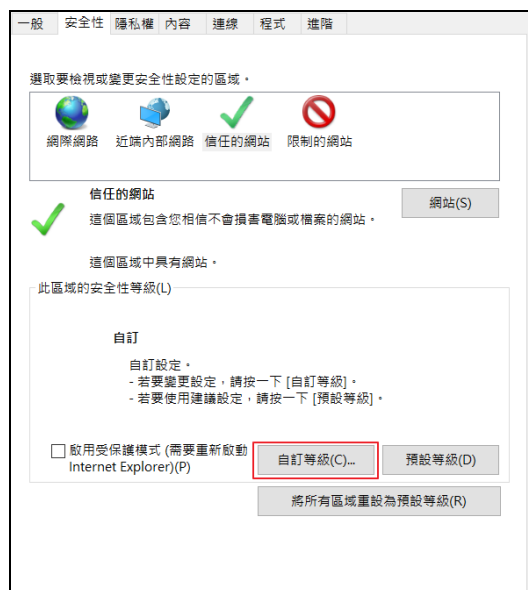 一般 安全性 隱私權 內容 連線 程式 進階
選取要檢視或變更安全性設定的區域。
網際網路 近端內部網路 信任的網站 限制的網站
信任的網站
網站(S)
這個區域包含您相信不會損害電腦或檔案的網站。
這個區域中具有網站。
此區域的安全性等級(L)
自訂
自訂設定。
- 若要變更設定，請按一下 [自訂等級]。
- 若要使用建議設定，請按一下 [預設等級]。
啟用受保護模式 (需要重新啟動
Internet Explorer)(P)
自訂等級(C)...
預設等級(D)
將所有區域重設為預設等級(R)